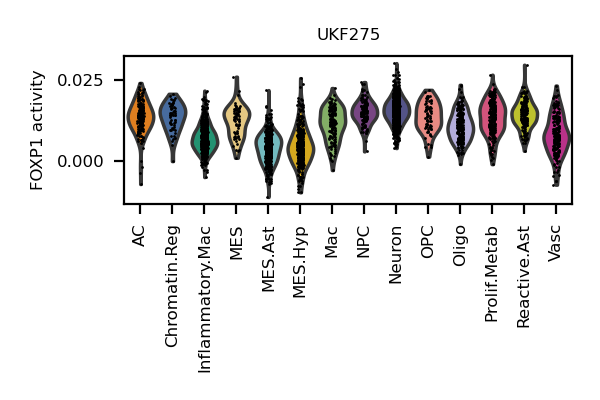 UKF275
FOXP1 activity
0.025
0.000
AC
Chromatin.Reg
Inflammatory.Mac
MES
MES.Ast
MES.Hyp
Mac
NPC
Neuron
OPC
Oligo
Prolif.Metab
Reactive.Ast
Vasc